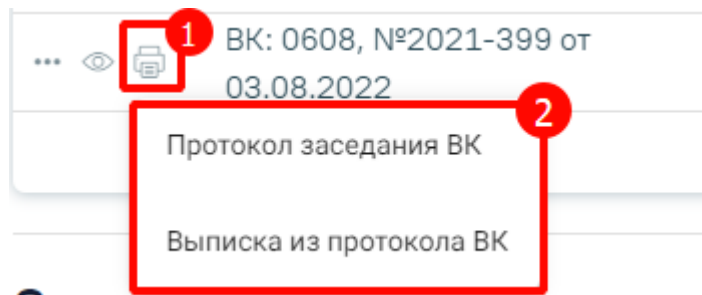 1
ВК: 0608, №2021-399 от
03.08.2022
2
Протокол заседания ВК
Выписка из протокола ВК